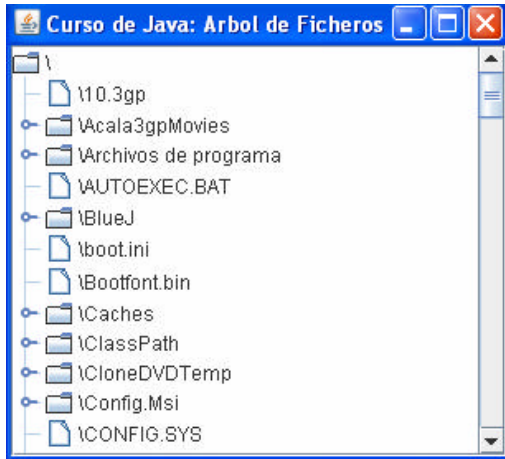 Curso de Java: Arbol de Ficheros
\
\10.3gp
\Acala3gpMovies
\Archivos de programa
\AUTOEXEC.BAT
\BlueJ
\boot.ini
\Bootfont.bin
\Caches
\ClassPath
\CloneDVDTemp
\Config.Msi
\CONFIG.SYS